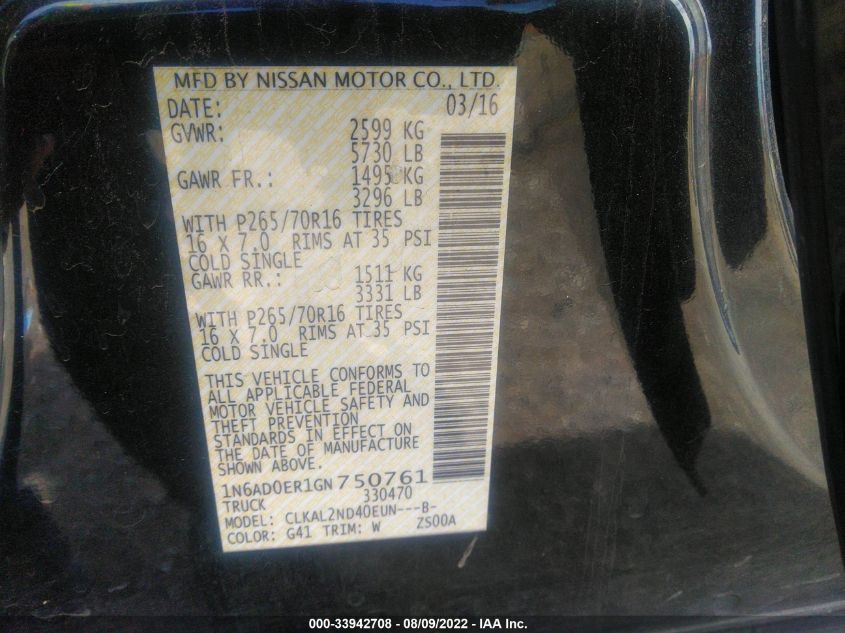 MFD BY NISSAN MOTOR CO., LTD.
DATE: 03/16
GVWR: 2599 KG
5730 LB
GAWR FR.: 1495 KG
3296 LB
WITH P265/70R16 TIRES
16 X 7.0 RIMS AT 35 PSI
COLD SINGLE
GAWR RR.: 1511 KG
3331 LB
WITH P265/70R16 TIRES
16 X 7.0 RIMS AT 35 PSI
COLD SINGLE
THIS VEHICLE CONFORMS TO
ALL APPLICABLE FEDERAL
MOTOR VEHICLE SAFETY AND
THEFT PREVENTION
STANDARDS IN EFFECT ON
THE DATE OF MANUFACTURE
SHOWN ABOVE.
1N6AD0ER1GN750761
TRUCK 330470
MODEL: CLKAL2ND40EUN---B-
COLOR: G41 TRIM: W ZS00A
000-33942708 - 08/09/2022 - IAA Inc.